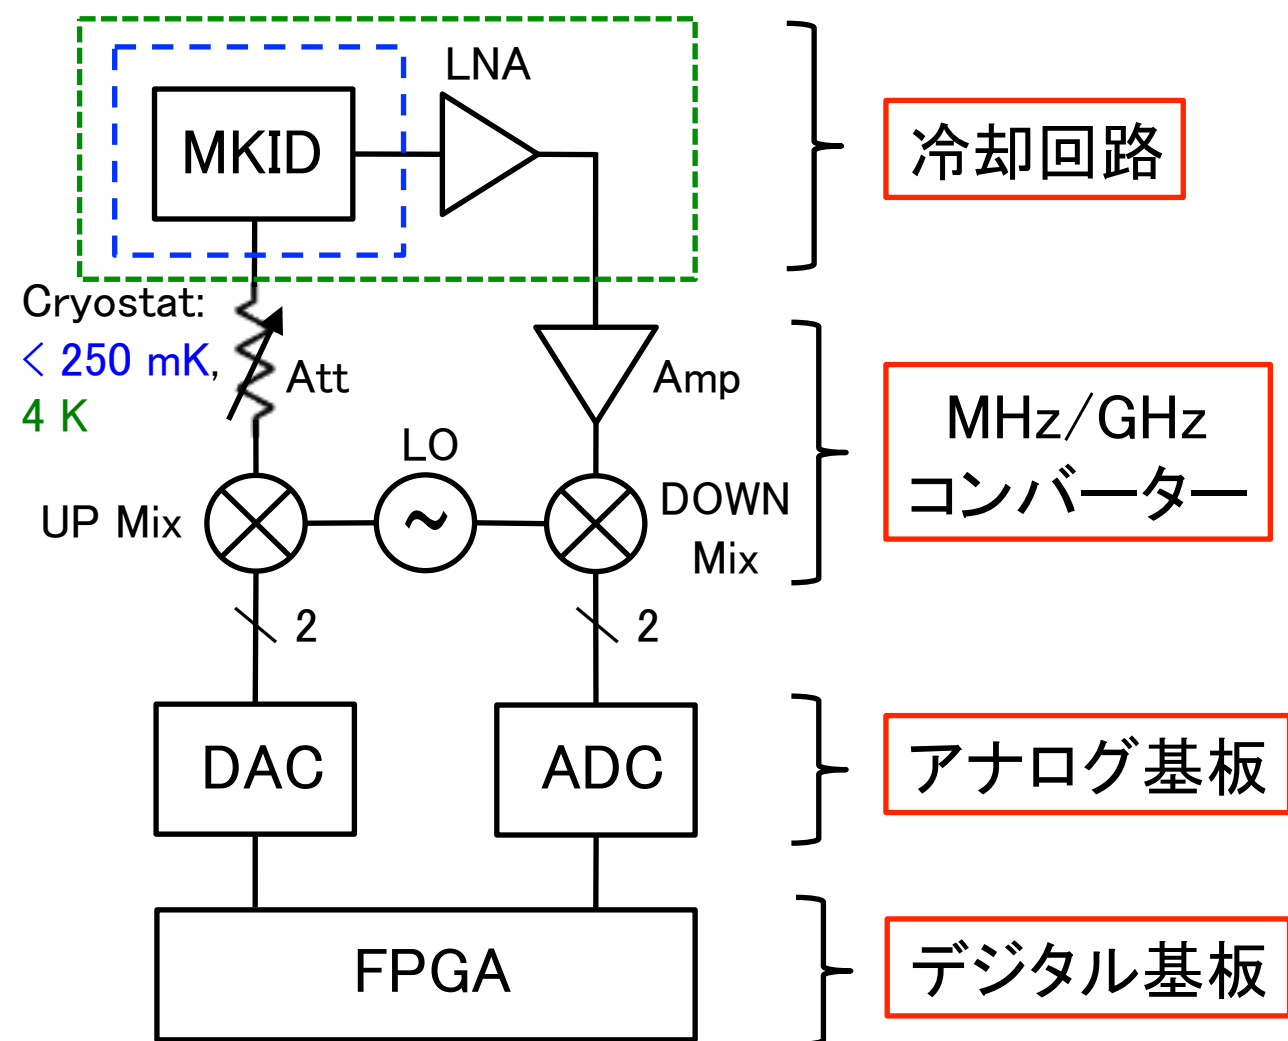 LNA
MKID
冷却回路
Cryostat:
< 250 mK,
4 K
Att
Amp
MHz/GHz
コンバーター
LO
~
UP Mix
DOWN
Mix
2
2
DAC
ADC
アナログ基板
FPGA
デジタル基板